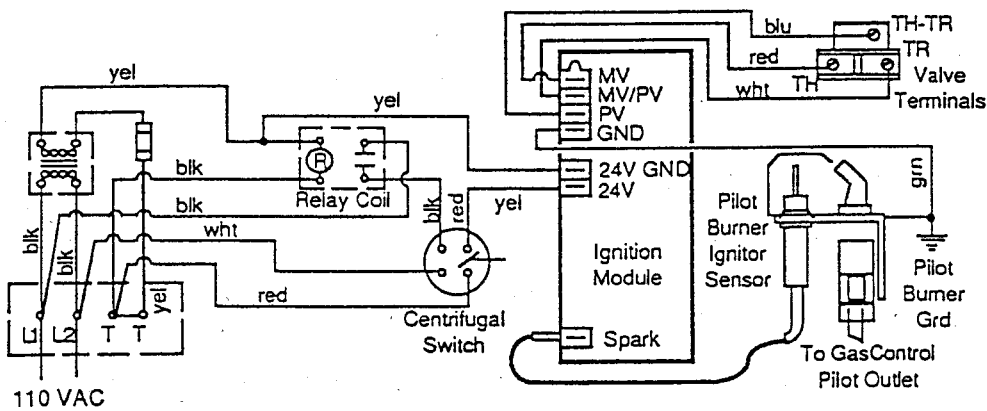 yel
yel
blk
blk
wht
red
blk
blk
yel
L1
L2
T
T
110 VAC
R
Relay Coil
blk
red
yel
Centrifugal
Switch
MV
MV/PV
PV
GND
24V GND
24V
Ignition
Module
Spark
blu
red
wht
TH-TR
TR
TH
Valve
Terminals
grn
Pilot
Burner
Ignitor
Sensor
Pilot
Burner
Grd
To GasControl
Pilot Outlet